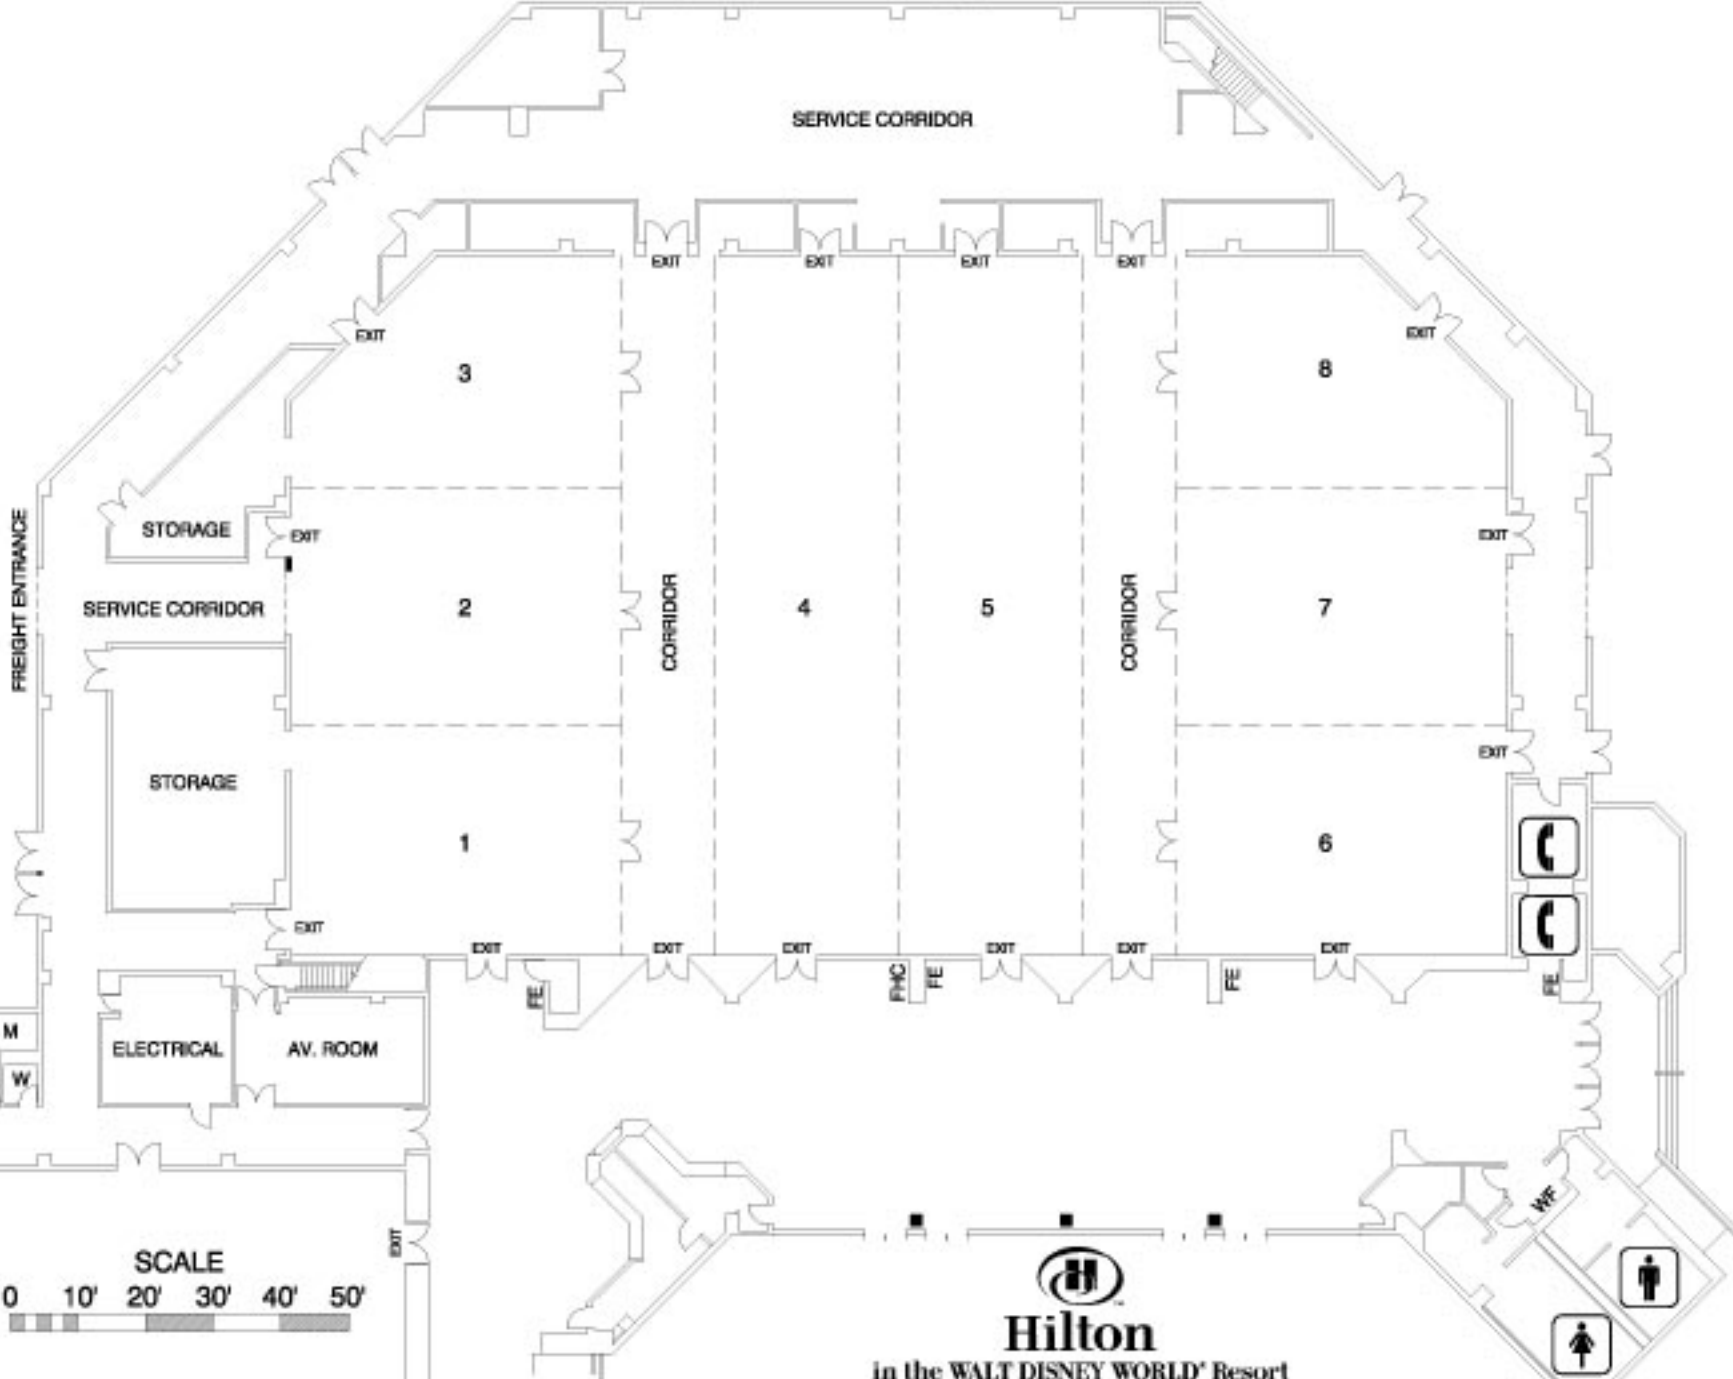 SERVICE CORRIDOR
EXIT
EXIT
EXIT
EXIT
EXIT
EXIT
3
8
FREIGHT ENTRANCE
STORAGE
EXIT
EXIT
SERVICE CORRIDOR
2
CORRIDOR
4
5
CORRIDOR
7
EXIT
STORAGE
1
6
EXIT
EXIT
EXIT
EXIT
EXIT
EXIT
EXIT
FE
FHC
FE
FE
FE
M
ELECTRICAL
AV. ROOM
W
WF
EXIT
SCALE
0 10' 20' 30' 40' 50'
H
Hilton
in the WALT DISNEY WORLD® Resort